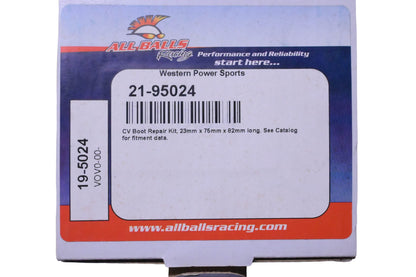 ALL BALLS
Racing
Performance and Reliability
start here...
Western Power Sports
21-95024
CV Boot Repair Kit, 23mm x 75mm x 82mm long. See Catalog
for fitment data.
19-5024
VOV0-00-
www.allballsracing.com